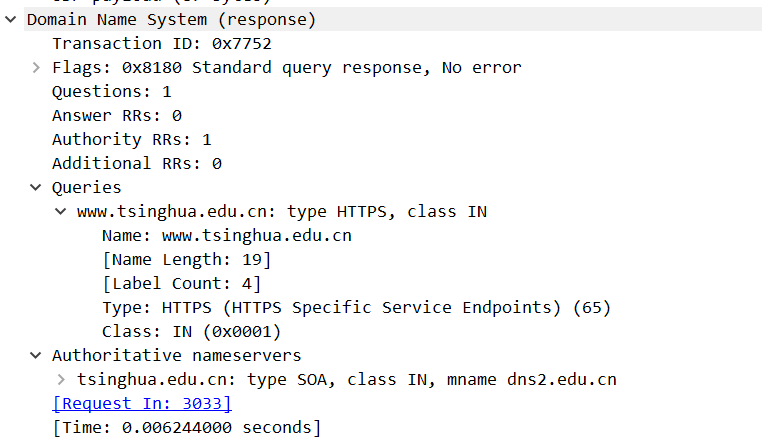 Domain Name System (response)
Transaction ID: 0x7752
Flags: 0x8180 Standard query response, No error
Questions: 1
Answer RRs: 0
Authority RRs: 1
Additional RRs: 0
Queries
www.tsinghua.edu.cn: type HTTPS, class IN
Name: www.tsinghua.edu.cn
[Name Length: 19]
[Label Count: 4]
Type: HTTPS (HTTPS Specific Service Endpoints) (65)
Class: IN (0x0001)
Authoritative nameservers
tsinghua.edu.cn: type SOA, class IN, mname dns2.edu.cn
[Request In: 3033]
[Time: 0.006244000 seconds]